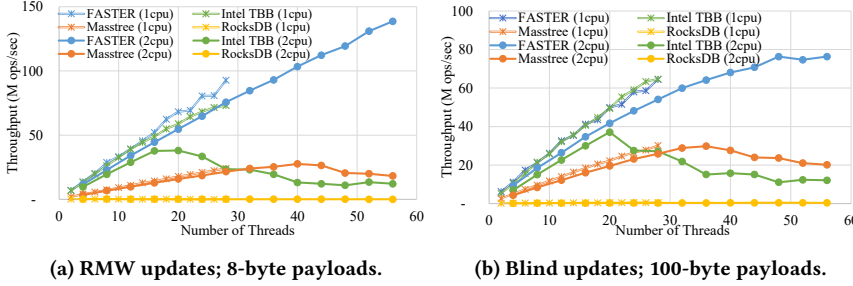 150
100
50
-
Throughput (M ops/sec)
FASTER (1cpu) Intel TBB (1cpu)
Masstree (1cpu) RocksDB (1cpu)
FASTER (2cpu) Intel TBB (2cpu)
Masstree (2cpu) RocksDB (2cpu)
0 10 20 30 40 50 60
Number of Threads
(a) RMW updates; 8-byte payloads.
100
80
60
40
20
-
Throughput (M ops/sec)
FASTER (1cpu) Intel TBB (1cpu)
Masstree (1cpu) RocksDB (1cpu)
FASTER (2cpu) Intel TBB (2cpu)
Masstree (2cpu) RocksDB (2cpu)
0 10 20 30 40 50 60
Number of Threads
(b) Blind updates; 100-byte payloads.